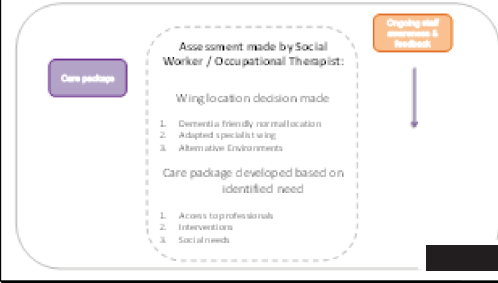 Ongoing staff
awareness &
feedback
Assessment made by Social
Worker / Occupational Therapist:
Care package
Wing location decision made
1. Dementia friendly normal location
2. Adapted specialist wing
3. Alternative Environments
Care package developed based on
identified need
1. Access to professionals
2. Interventions
3. Social needs